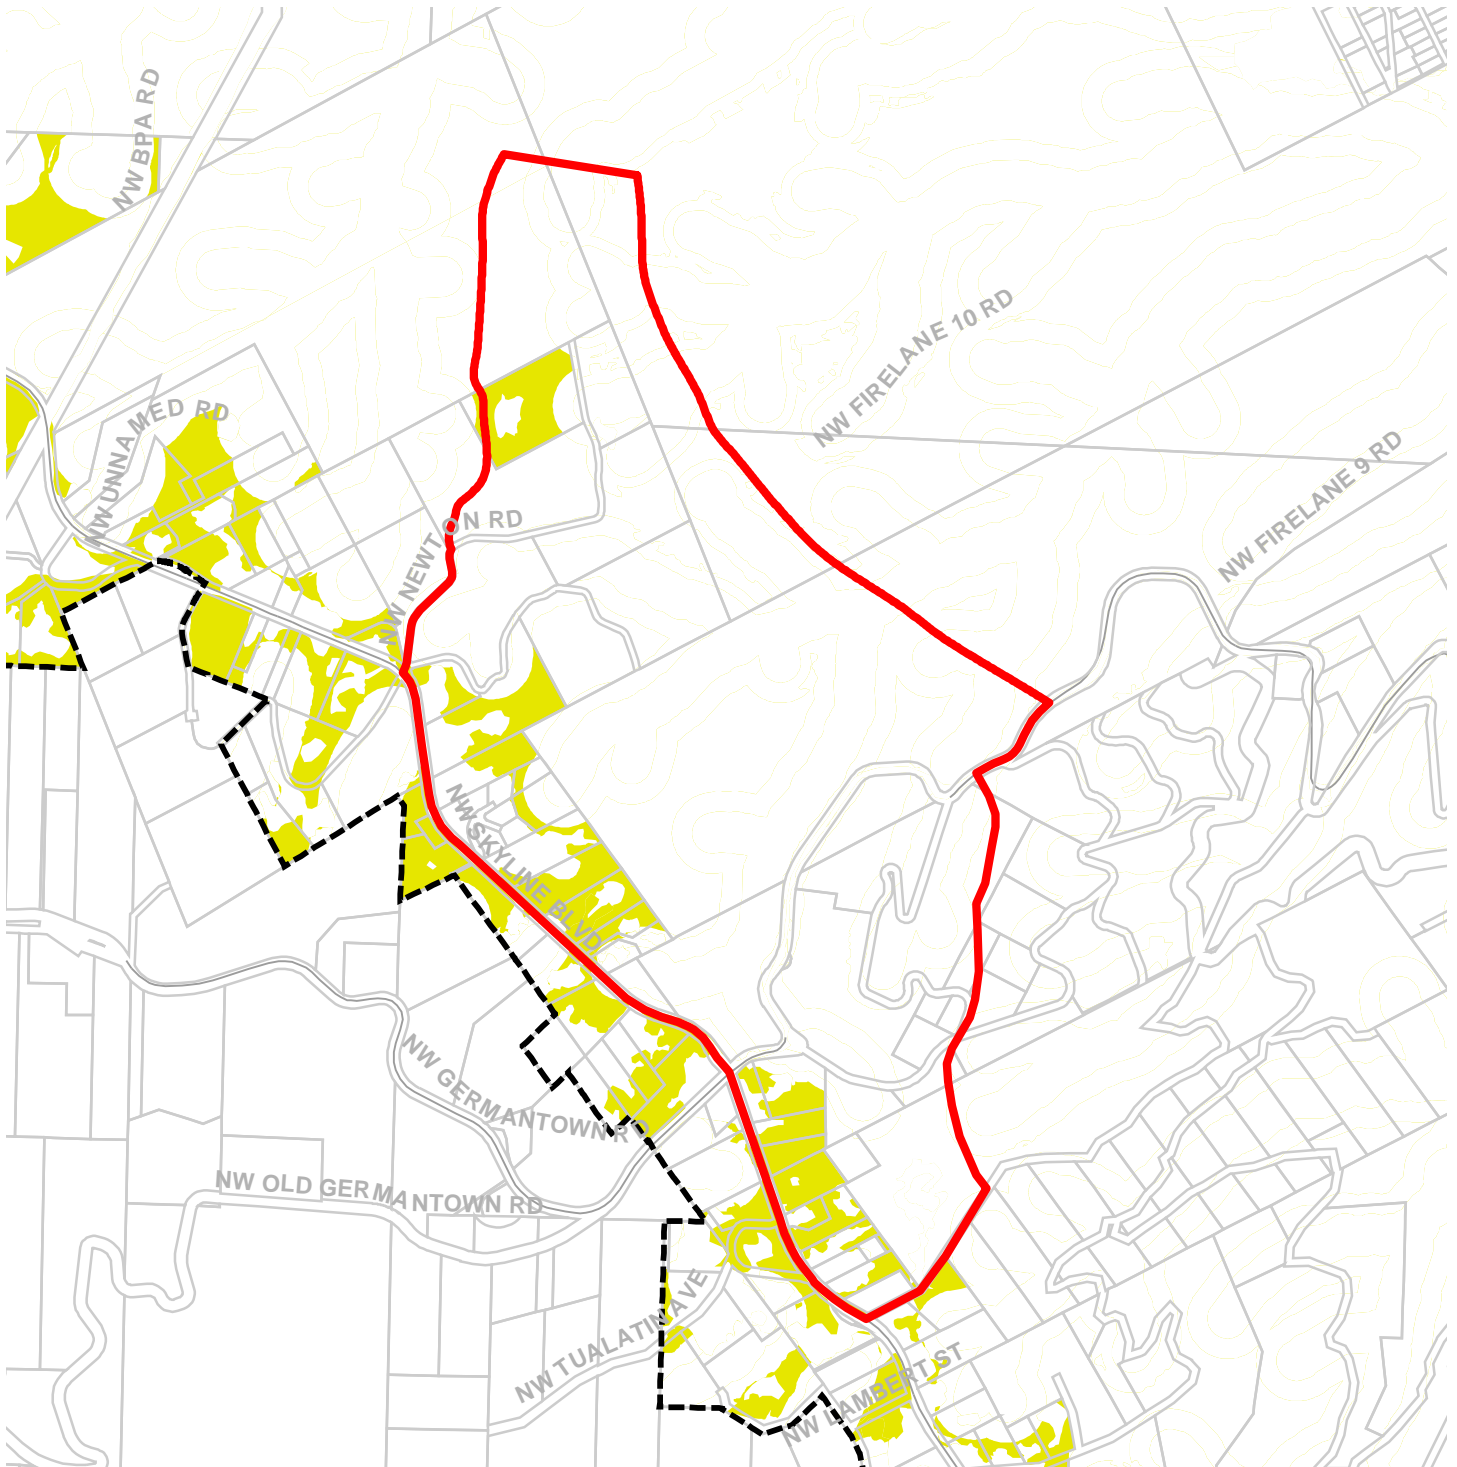 NW BPA RD
NW FIRELANE 10 RD
NW UNNAMED RD
NW FIRELANE 9 RD
NW NEWTON RD
NW SKYLINE BLVD
NW GERMANTOWN RD
NW OLD GERMANTOWN RD
NW TUALATIN AVE
NW LAMBERT ST